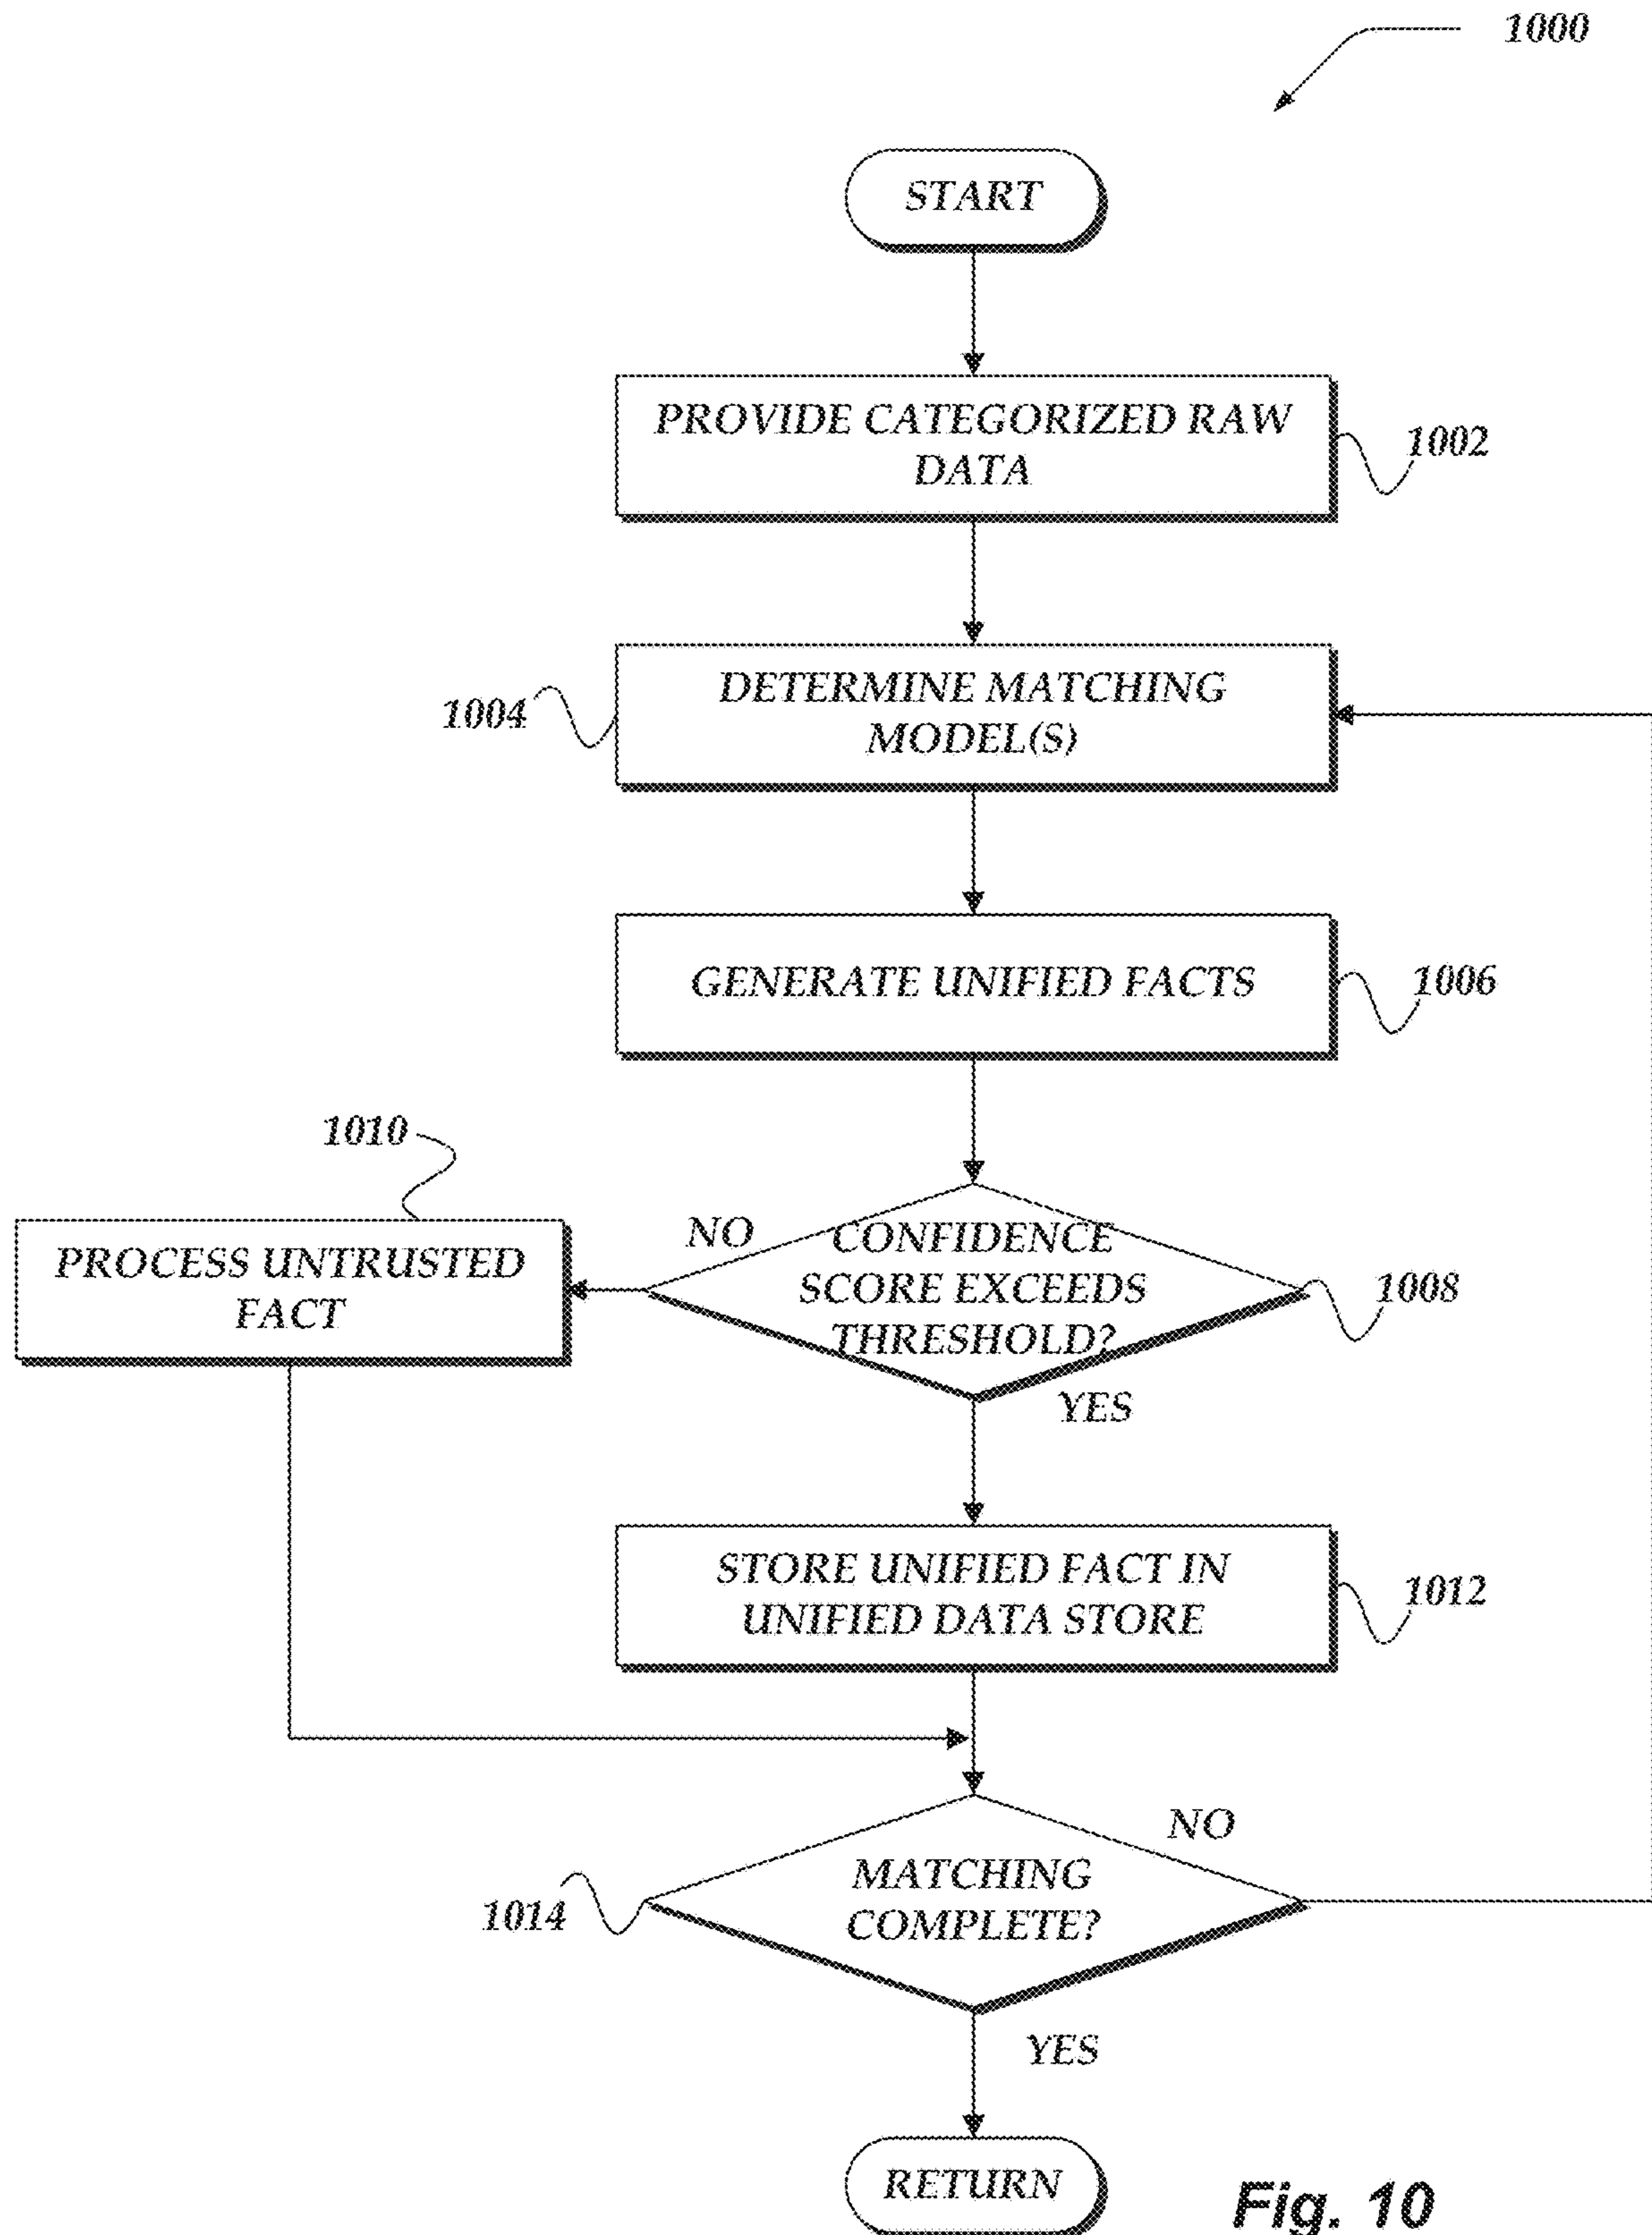 1000
START
PROVIDE CATEGORIZED RAW
DATA
1002
DETERMINE MATCHING
MODEL(S)
1004
GENERATE UNIFIED FACTS
1006
1010
PROCESS UNTRUSTED
FACT
NO
CONFIDENCE
SCORE EXCEEDS
THRESHOLD?
1008
YES
STORE UNIFIED FACT IN
UNIFIED DATA STORE
1012
NO
MATCHING
COMPLETE?
1014
YES
RETURN
Fig. 10